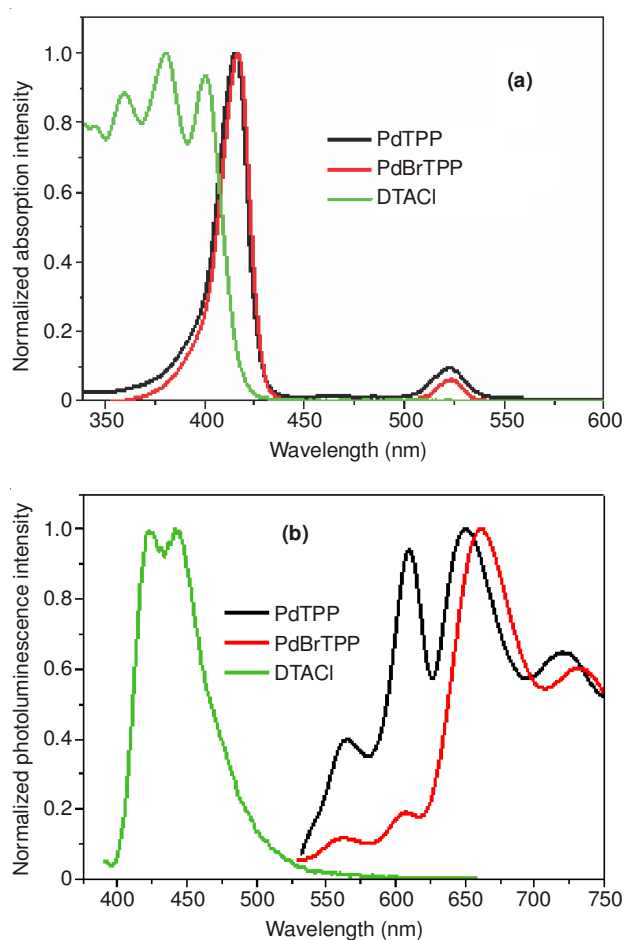 (a)
Normalized absorption intensity
1.0
0.8
0.6
0.4
0.2
0
PdTPP
PdBrTPP
DTACl
350 400 450 500 550 600
Wavelength (nm)
(b)
Normalized photoluminescence intensity
1.0
0.8
0.6
0.4
0.2
0
PdTPP
PdBrTPP
DTACl
400 450 500 550 600 650 700 750
Wavelength (nm)